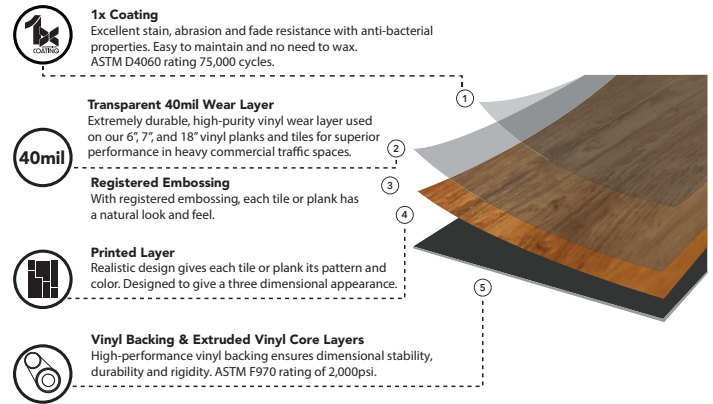 1x
COATING
1x Coating
Excellent stain, abrasion and fade resistance with anti-bacterial
properties. Easy to maintain and no need to wax.
ASTM D4060 rating 75,000 cycles.
1
Transparent 40mil Wear Layer
Extremely durable, high-purity vinyl wear layer used
on our 6", 7", and 18" vinyl planks and tiles for superior
performance in heavy commercial traffic spaces.
40mil
2
Registered Embossing
With registered embossing, each tile or plank has
a natural look and feel.
3
4
Printed Layer
Realistic design gives each tile or plank its pattern and
color. Designed to give a three dimensional appearance.
5
Vinyl Backing & Extruded Vinyl Core Layers
High-performance vinyl backing ensures dimensional stability,
durability and rigidity. ASTM F970 rating of 2,000psi.